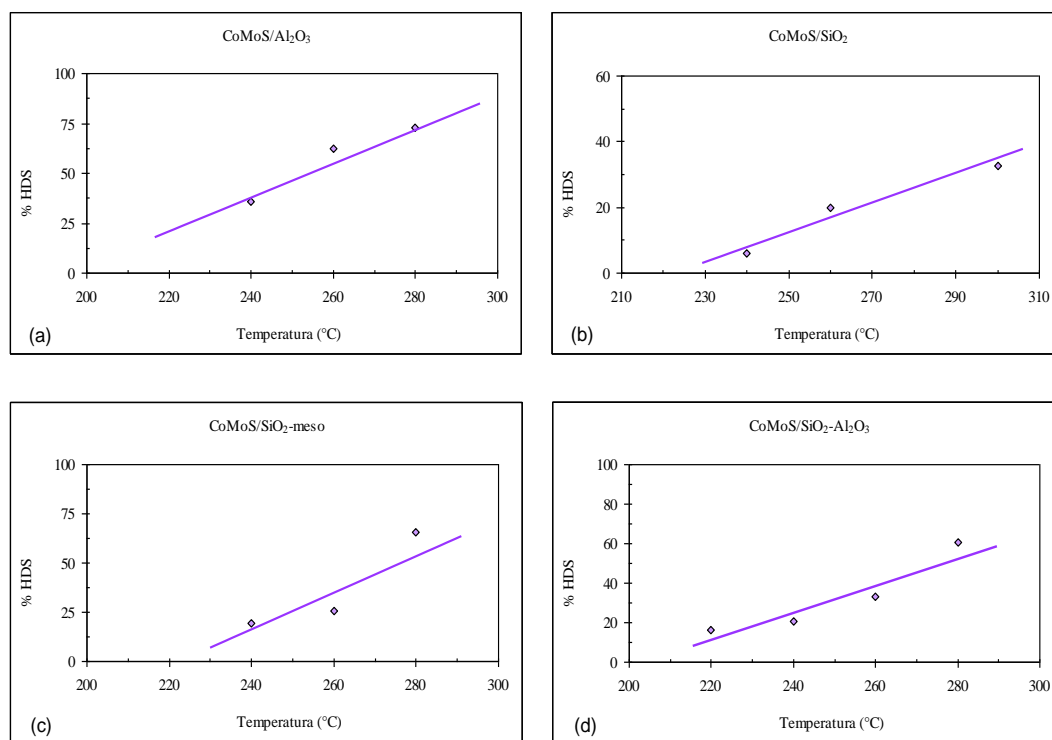 CoMoS/Al₂O₃
100
75
50
25
0
% HDS
200 220 240 260 280 300
Temperatura (°C)
(a)
CoMoS/SiO₂
60
40
20
0
% HDS
210 230 250 270 290 310
Temperatura (°C)
(b)
CoMoS/SiO₂-meso
100
75
50
25
0
% HDS
200 220 240 260 280 300
Temperatura (°C)
(c)
CoMoS/SiO₂-Al₂O₃
100
80
60
40
20
0
% HDS
200 220 240 260 280 300
Temperatura (°C)
(d)